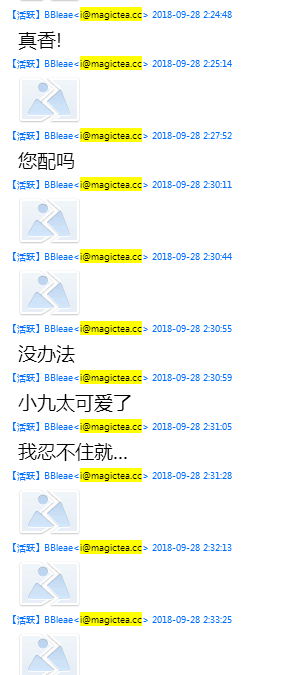 【活跃】BBleae<i@magictea.cc> 2018-09-28 2:24:48
真香!
【活跃】BBleae<i@magictea.cc> 2018-09-28 2:25:14
【活跃】BBleae<i@magictea.cc> 2018-09-28 2:27:52
您配吗
【活跃】BBleae<i@magictea.cc> 2018-09-28 2:30:11
【活跃】BBleae<i@magictea.cc> 2018-09-28 2:30:44
【活跃】BBleae<i@magictea.cc> 2018-09-28 2:30:55
没办法
【活跃】BBleae<i@magictea.cc> 2018-09-28 2:30:59
小九太可爱了
【活跃】BBleae<i@magictea.cc> 2018-09-28 2:31:05
我忍不住就...
【活跃】BBleae<i@magictea.cc> 2018-09-28 2:31:28
【活跃】BBleae<i@magictea.cc> 2018-09-28 2:32:13
【活跃】BBleae<i@magictea.cc> 2018-09-28 2:33:25